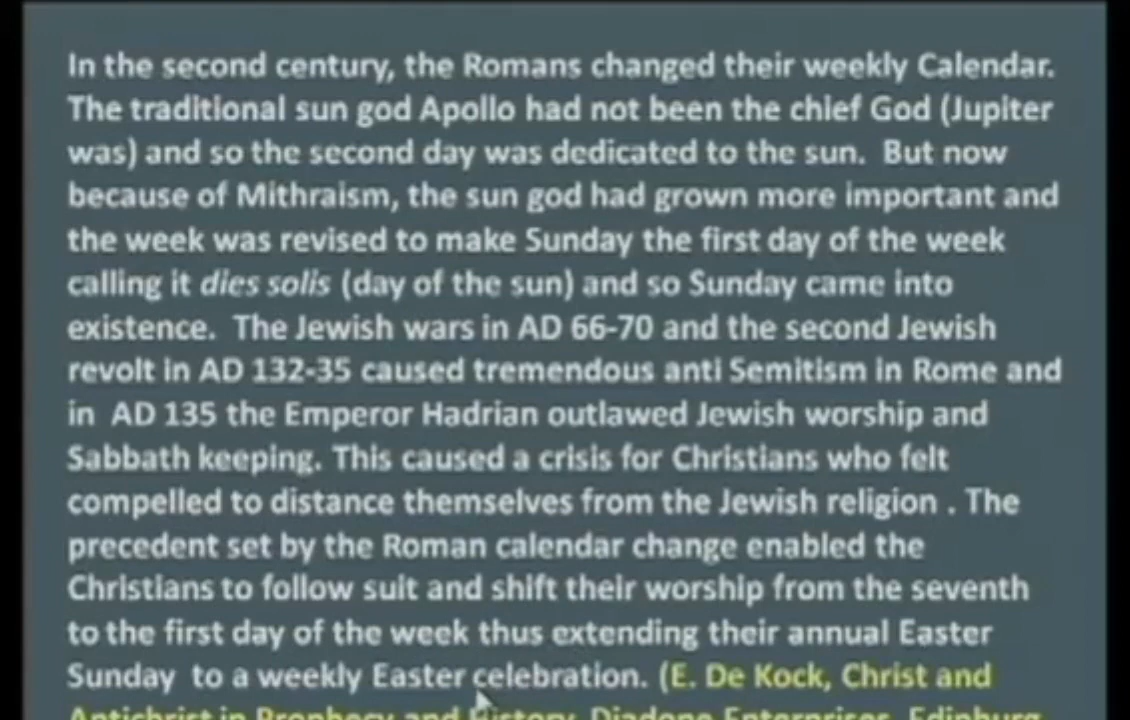 In the second century, the Romans changed their weekly Calendar.
The traditional sun god Apollo had not been the chief God (Jupiter
was) and so the second day was dedicated to the sun. But now
because of Mithraism, the sun god had grown more important and
the week was revised to make Sunday the first day of the week
calling it dies solis (day of the sun) and so Sunday came into
existence. The Jewish wars in AD 66-70 and the second Jewish
revolt in AD 132-35 caused tremendous anti Semitism in Rome and
in AD 135 the Emperor Hadrian outlawed Jewish worship and
Sabbath keeping. This caused a crisis for Christians who felt
compelled to distance themselves from the Jewish religion . The
precedent set by the Roman calendar change enabled the
Christians to follow suit and shift their worship from the seventh
to the first day of the week thus extending their annual Easter
Sunday to a weekly Easter celebration. (E. De Kock, Christ and
Antichrist in Prophecy and History, Diadone Enterprises, Edinburg